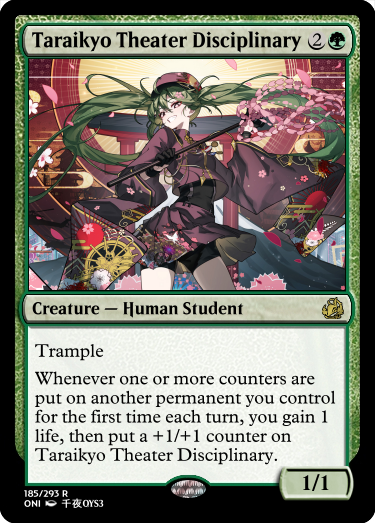 Taraikyo Theater Disciplinary 2
Creature — Human Student
Trample
Whenever one or more counters are
put on another permanent you control
for the first time each turn, you gain 1
life, then put a +1/+1 counter on
Taraikyo Theater Disciplinary.
1/1
185/293 R
ONI 千夜QYS3